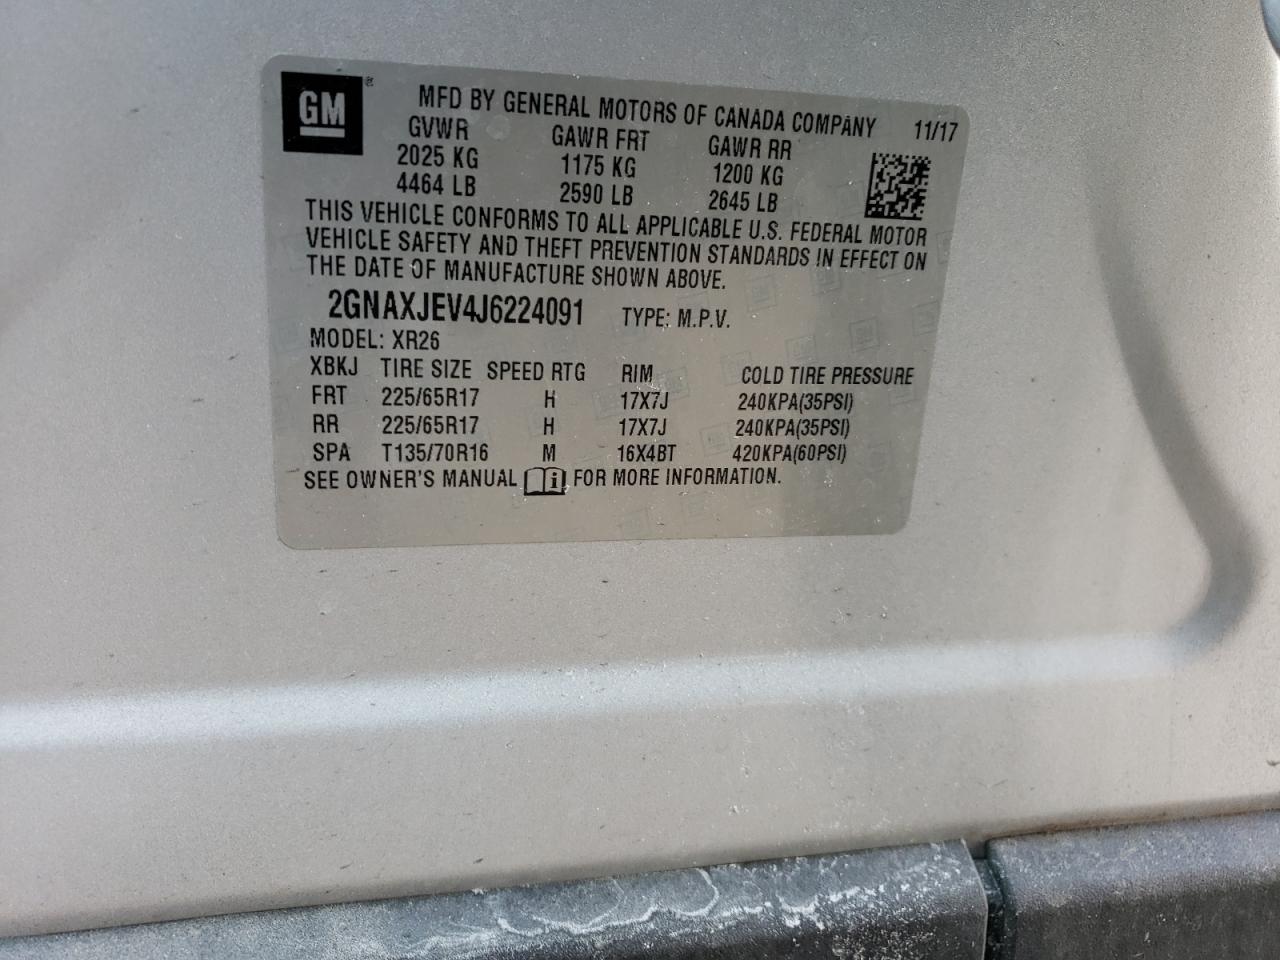 GM ® MFD BY GENERAL MOTORS OF CANADA COMPANY 11/17
GVWR GAWR FRT GAWR RR
2025 KG 1175 KG 1200 KG
4464 LB 2590 LB 2645 LB
THIS VEHICLE CONFORMS TO ALL APPLICABLE U.S. FEDERAL MOTOR
VEHICLE SAFETY AND THEFT PREVENTION STANDARDS IN EFFECT ON
THE DATE OF MANUFACTURE SHOWN ABOVE.
2GNAXJEV4J6224091 TYPE: M.P.V.
MODEL: XR26
XBKJ TIRE SIZE SPEED RTG RIM COLD TIRE PRESSURE
FRT 225/65R17 H 17X7J 240KPA(35PSI)
RR 225/65R17 H 17X7J 240KPA(35PSI)
SPA T135/70R16 M 16X4BT 420KPA(60PSI)
SEE OWNER'S MANUAL i FOR MORE INFORMATION.